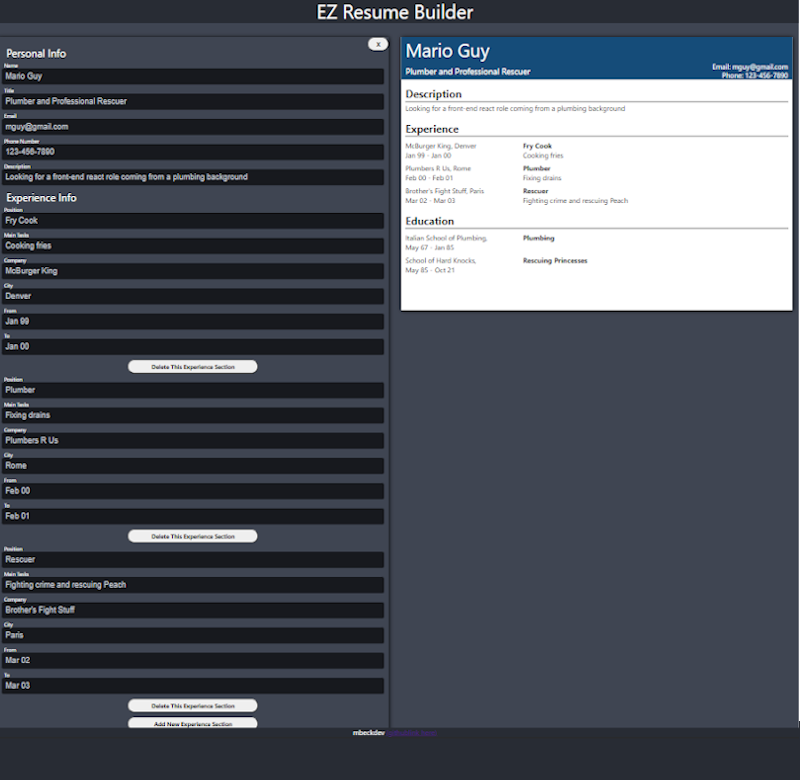 EZ Resume Builder
x
Personal Info
Name
Mario Guy
Title
Plumber and Professional Rescuer
Email
mguy@gmail.com
Phone Number
123-456-7890
Description
Looking for a front-end react role coming from a plumbing background
Experience Info
Position
Fry Cook
Main Tasks
Cooking fries
Company
McBurger King
City
Denver
From
Jan 99
To
Jan 00
Delete This Experience Section
Position
Plumber
Main Tasks
Fixing drains
Company
Plumbers R Us
City
Rome
From
Feb 00
To
Feb 01
Delete This Experience Section
Position
Rescuer
Main Tasks
Fighting crime and rescuing Peach
Company
Brother's Fight Stuff
City
Paris
From
Mar 02
To
Mar 03
Delete This Experience Section
Add New Experience Section
Mario Guy
Plumber and Professional Rescuer
Email: mguy@gmail.com
Phone: 123-456-7890
Description
Looking for a front-end react role coming from a plumbing background
Experience
McBurger King, Denver Fry Cook
Jan 99 - Jan 00 Cooking fries
Plumbers R Us, Rome Plumber
Feb 00 - Feb 01 Fixing drains
Brother's Fight Stuff, Paris Rescuer
Mar 02 - Mar 03 Fighting crime and rescuing Peach
Education
Italian School of Plumbing, Plumbing
May 67 - Jan 85
School of Hard Knocks, Rescuing Princesses
May 85 - Oct 21
mbeckdev